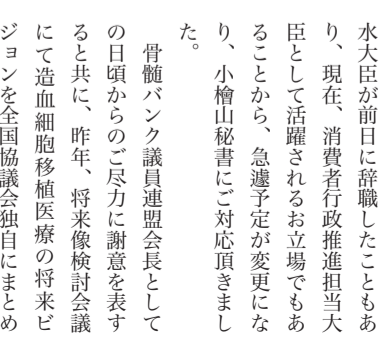 水大臣が前日に辞職したこともあ
り、現在、消費者行政推進担当大
臣として活躍されるお立場でもあ
ることから、急遽予定が変更にな
り、小檜山秘書にご対応頂きまし
た。
　骨髄バンク議員連盟会長として
の日頃からのご尽力に謝意を表す
ると共に、昨年、将来像検討会議
にて造血細胞移植医療の将来ビ
ジョンを全国協議会独自にまとめ